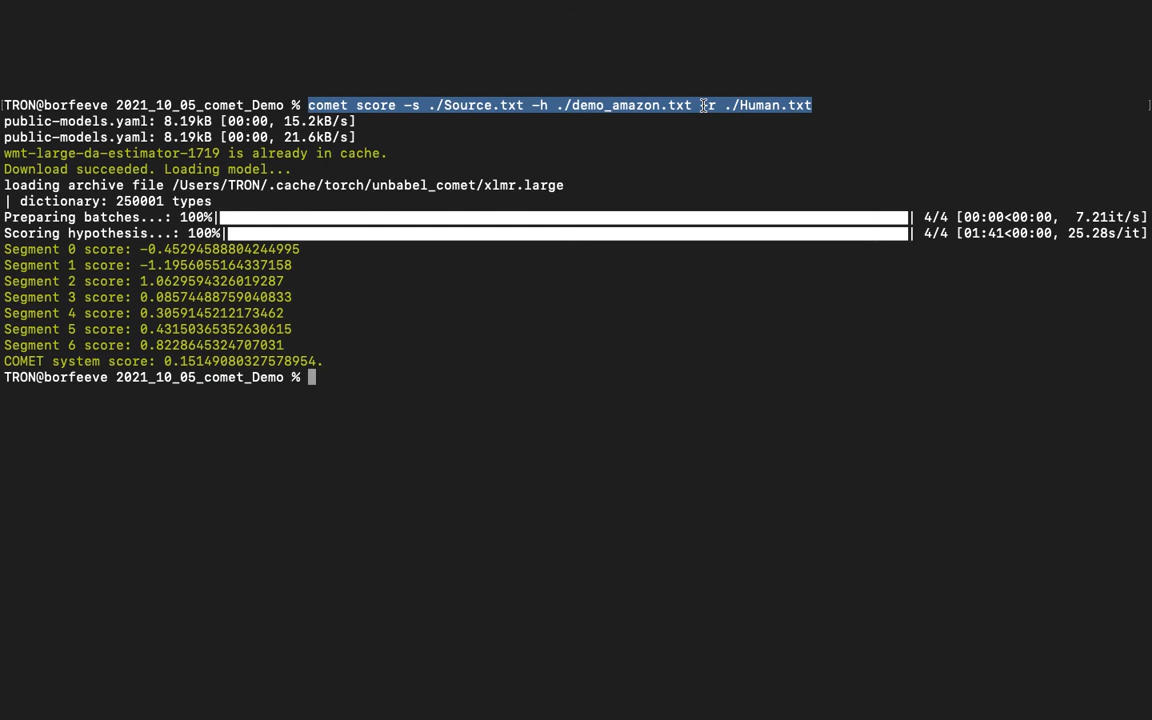 TRON@borfeeve 2021_10_05_comet_Demo % comet score -s ./Source.txt -h ./demo_amazon.txt -r ./Human.txt
public-models.yaml: 8.19kB [00:00, 15.2kB/s]
public-models.yaml: 8.19kB [00:00, 21.6kB/s]
wmt-large-da-estimator-1719 is already in cache.
Download succeeded. Loading model...
loading archive file /Users/TRON/.cache/torch/unbabel_comet/xlmr.large
| dictionary: 250001 types
Preparing batches...: 100%| | 4/4 [00:00<00:00, 7.21it/s]
Scoring hypothesis...: 100%| | 4/4 [01:41<00:00, 25.28s/it]
Segment 0 score: -0.45294588804244995
Segment 1 score: -1.1956055164337158
Segment 2 score: 1.0629594326019287
Segment 3 score: 0.08574488759040833
Segment 4 score: 0.3059145212173462
Segment 5 score: 0.43150365352630615
Segment 6 score: 0.8228645324707031
COMET system score: 0.15149080327578954.
TRON@borfeeve 2021_10_05_comet_Demo %